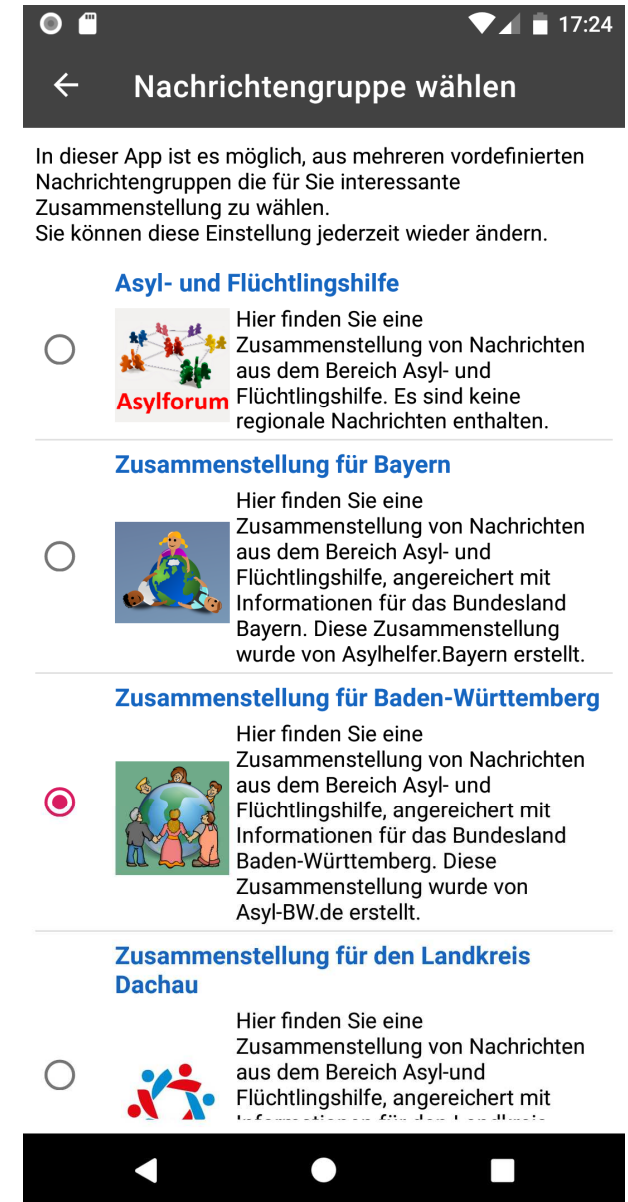 17:24
Nachrichtengruppe wählen
In dieser App ist es möglich, aus mehreren vordefinierten
Nachrichtengruppen die für Sie interessante
Zusammenstellung zu wählen.
Sie können diese Einstellung jederzeit wieder ändern.
Asyl- und Flüchtlingshilfe
Asylforum
Hier finden Sie eine
Zusammenstellung von Nachrichten
aus dem Bereich Asyl- und
Flüchtlingshilfe. Es sind keine
regionale Nachrichten enthalten.
Zusammenstellung für Bayern
Hier finden Sie eine
Zusammenstellung von Nachrichten
aus dem Bereich Asyl- und
Flüchtlingshilfe, angereichert mit
Informationen für das Bundesland
Bayern. Diese Zusammenstellung
wurde von Asylhelfer.Bayern erstellt.
Zusammenstellung für Baden-Württemberg
Hier finden Sie eine
Zusammenstellung von Nachrichten
aus dem Bereich Asyl- und
Flüchtlingshilfe, angereichert mit
Informationen für das Bundesland
Baden-Württemberg. Diese
Zusammenstellung wurde von
Asyl-BW.de erstellt.
Zusammenstellung für den Landkreis
Dachau
Hier finden Sie eine
Zusammenstellung von Nachrichten
aus dem Bereich Asyl-und
Flüchtlingshilfe, angereichert mit